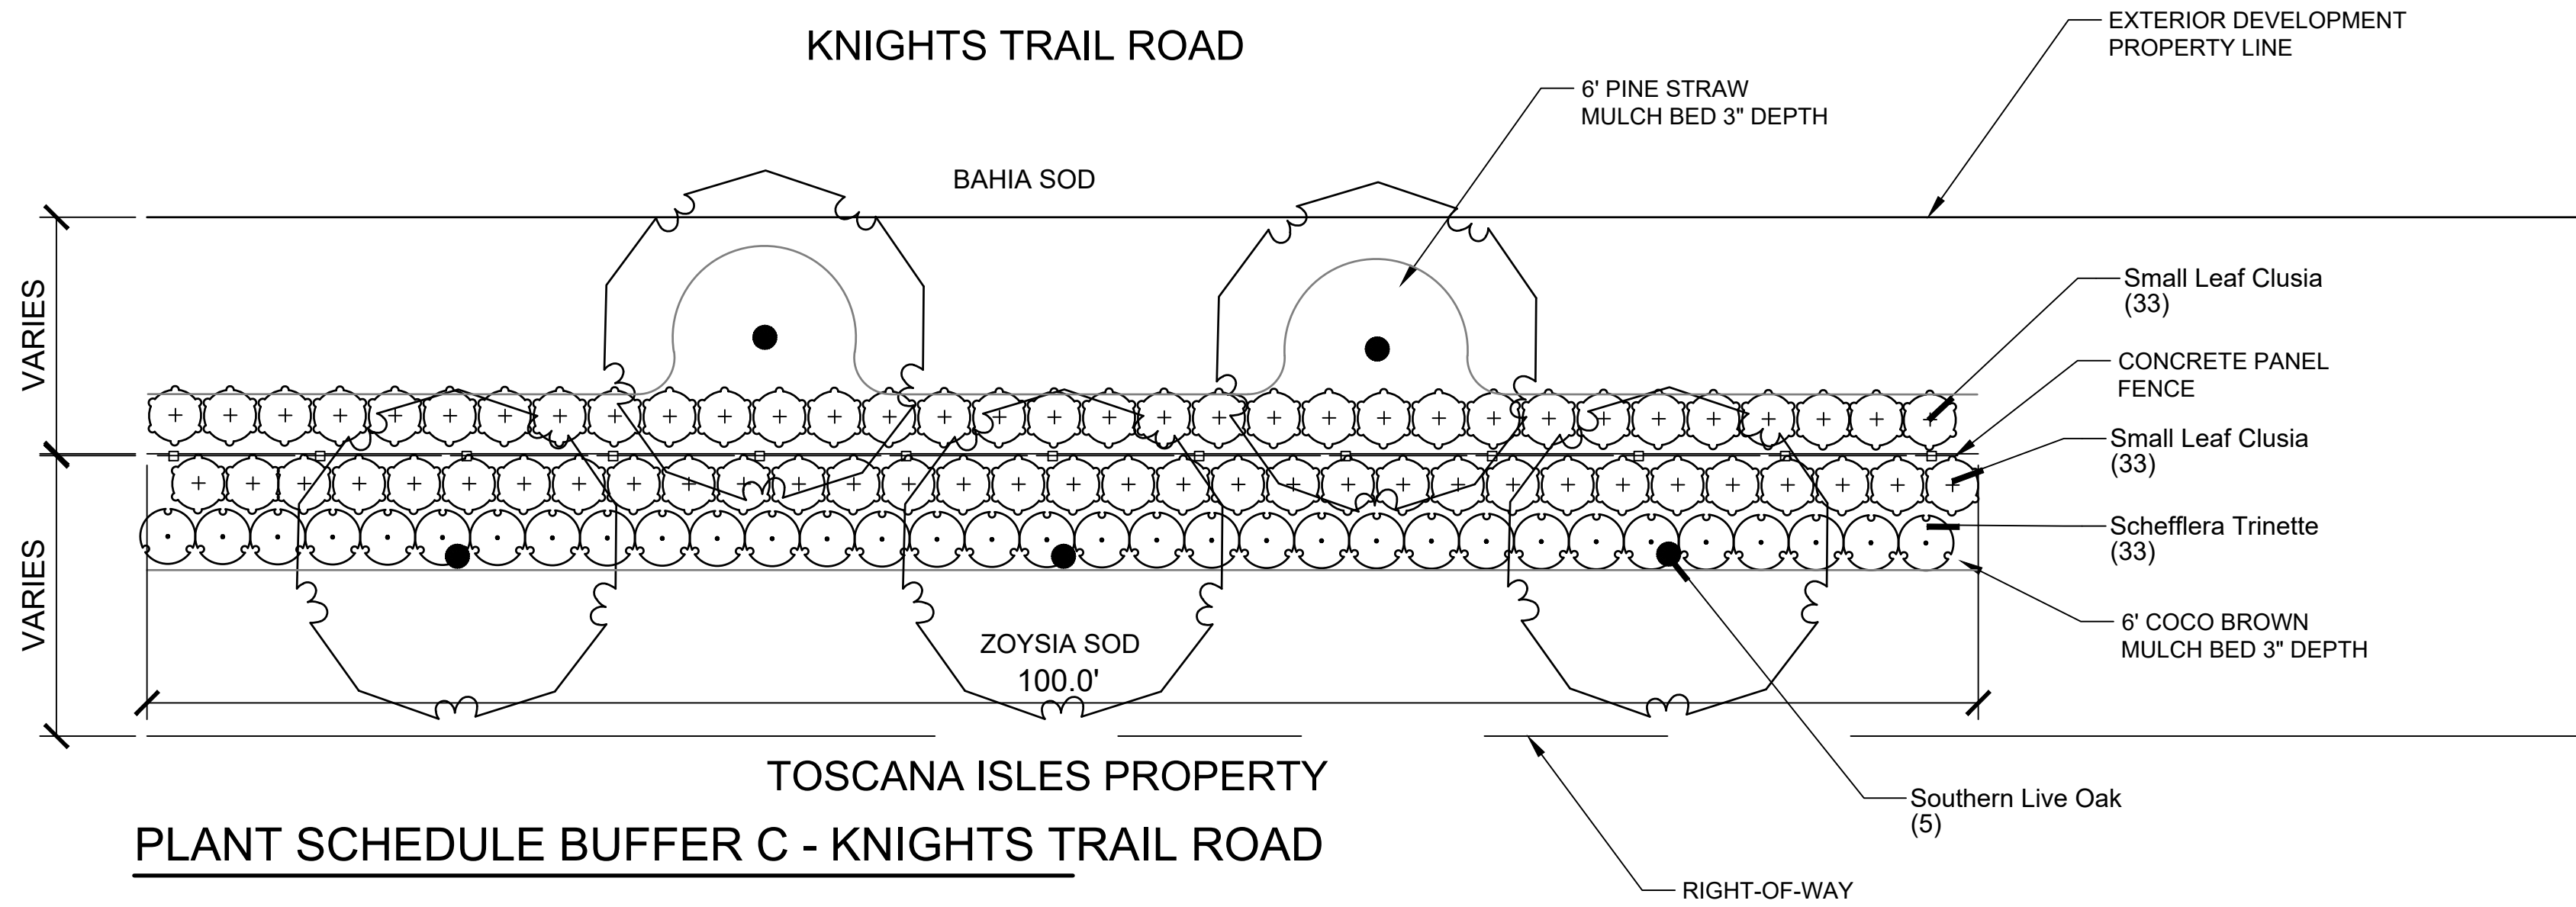 KNIGHTS TRAIL ROAD
EXTERIOR DEVELOPMENT
PROPERTY LINE
6' PINE STRAW
MULCH BED 3" DEPTH
BAHIA SOD
VARIES
Small Leaf Clusia
(33)
CONCRETE PANEL
FENCE
Small Leaf Clusia
(33)
Schefflera Trinette
(33)
VARIES
6' COCO BROWN
MULCH BED 3" DEPTH
ZOYSIA SOD
100.0'
TOSCANA ISLES PROPERTY
Southern Live Oak
(5)
PLANT SCHEDULE BUFFER C - KNIGHTS TRAIL ROAD
RIGHT-OF-WAY